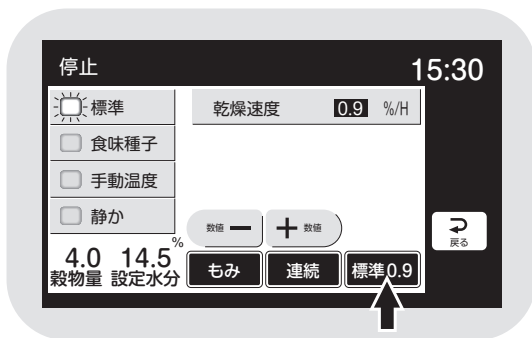 停止 15:30
標準
食味種子
手動温度
静か
乾燥速度 0.9 %/H
数値 − + 数値
戻る
4.0 14.5%
穀物量 設定水分
もみ 連続 標準0.9